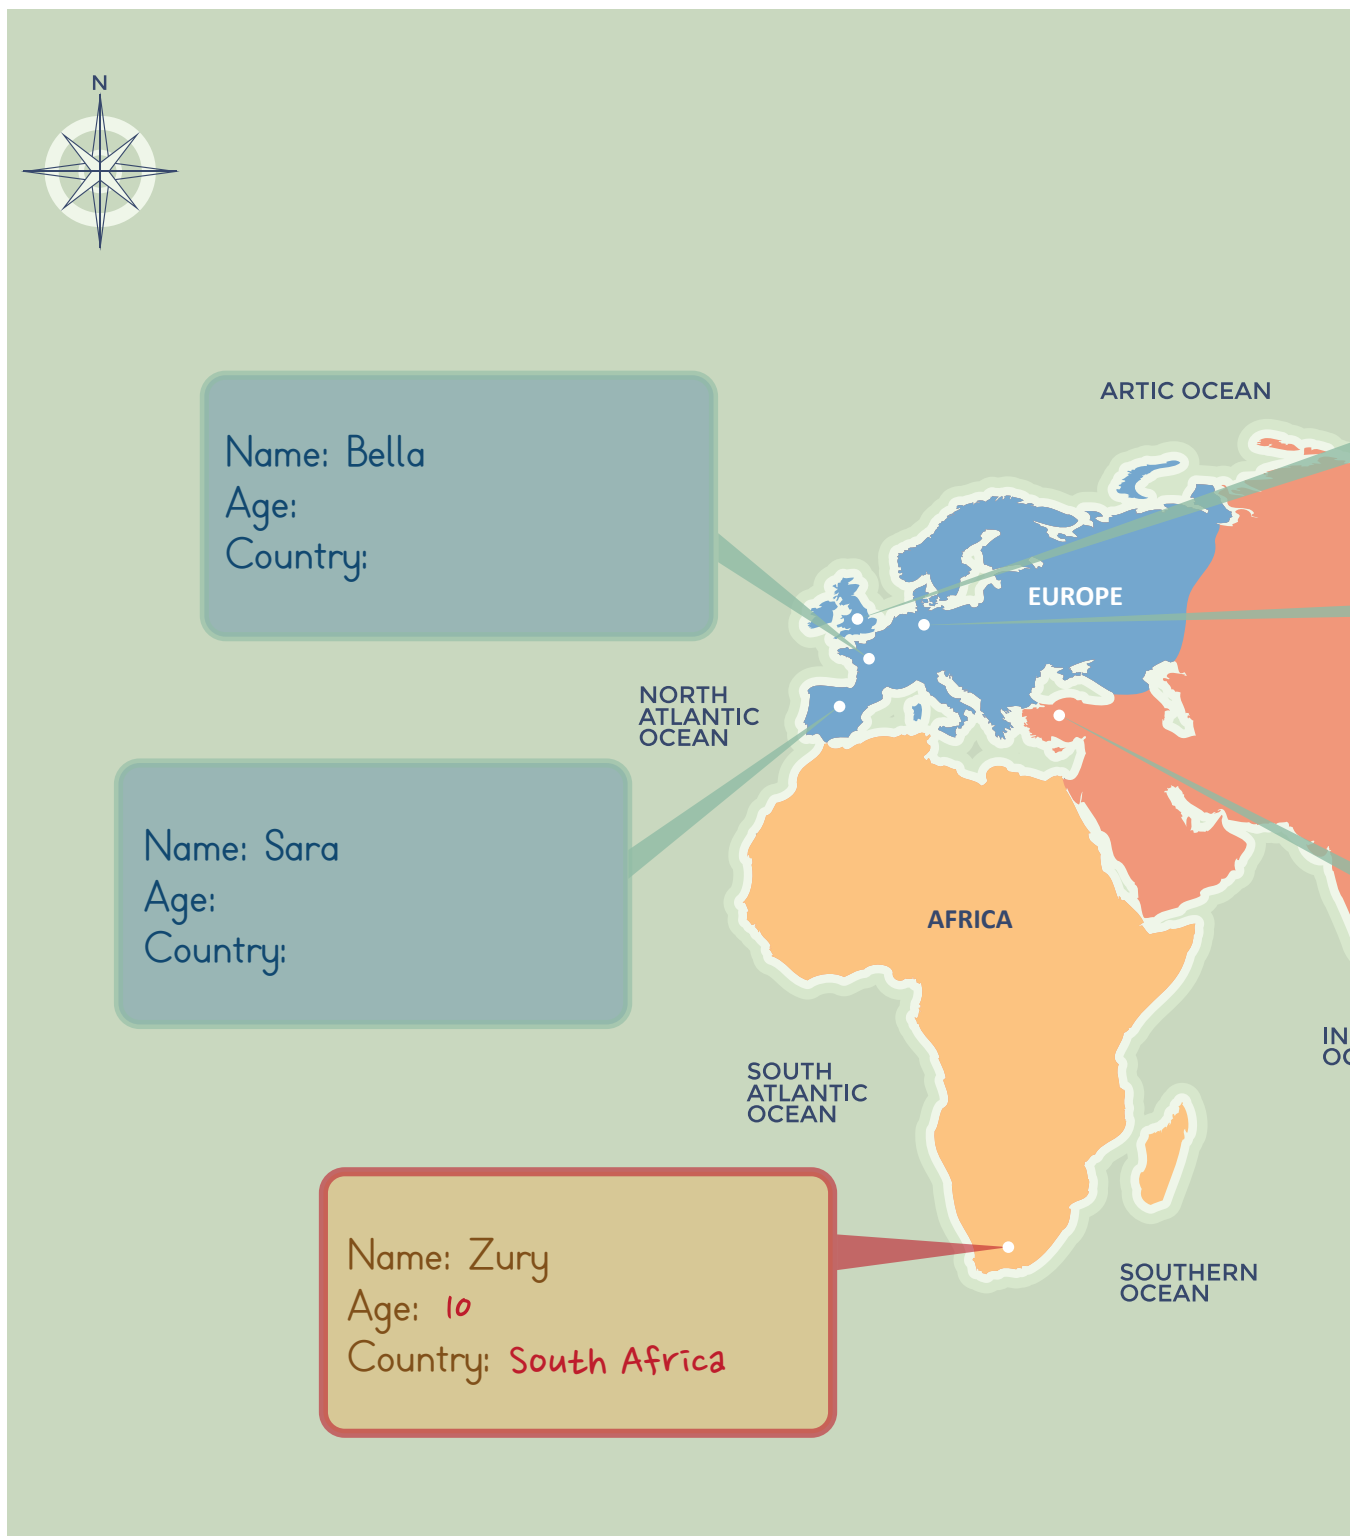 N
ARTIC OCEAN
Name: Bella
Age:
Country:
EUROPE
NORTH
ATLANTIC
OCEAN
Name: Sara
Age:
Country:
AFRICA
SOUTH
ATLANTIC
OCEAN
Name: Zury
Age: 10
Country: South Africa
SOUTHERN
OCEAN